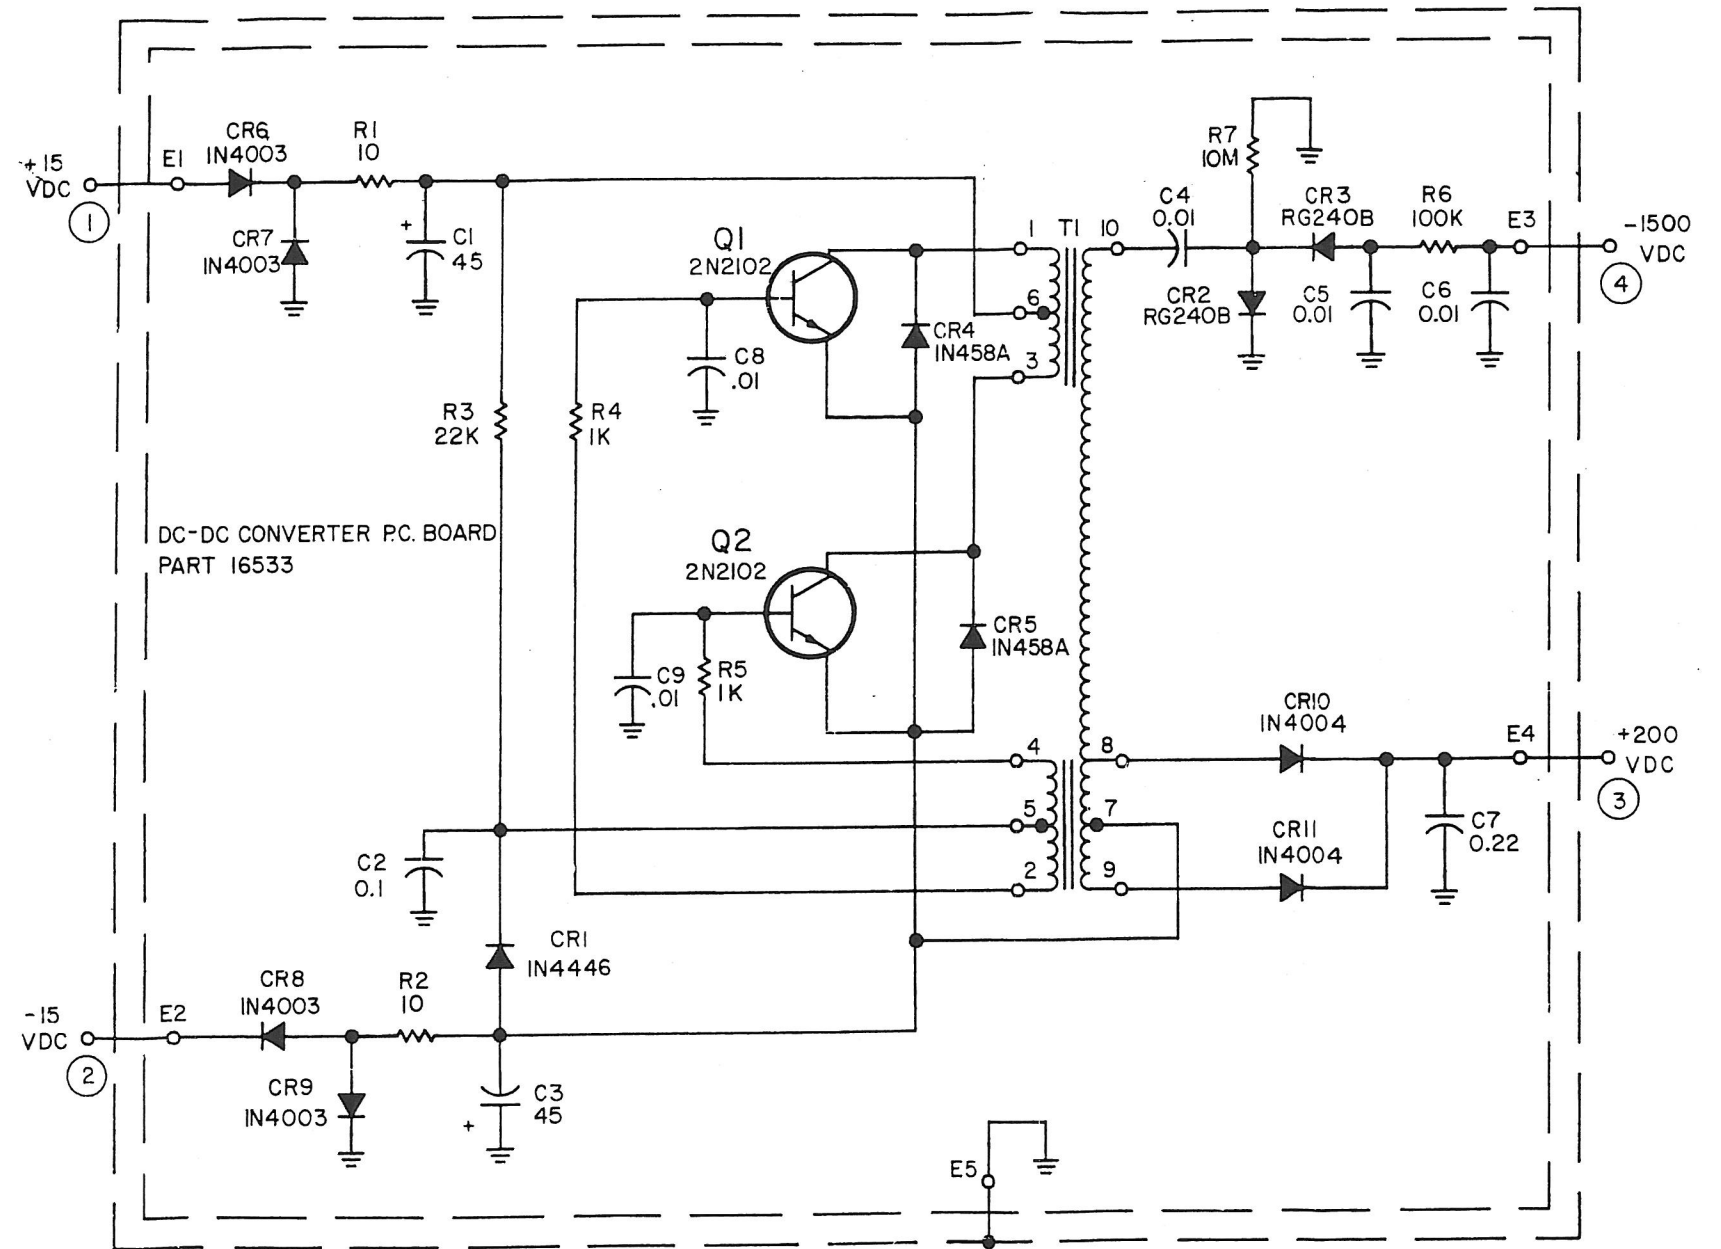 CR6
IN4003
R1
10
+15
VDC
1
E1
CR7
IN4003
+
C1
45
Q1
2N2102
1
T1
10
6
3
C4
0.01
R7
10M
CR3
RG240B
R6
100K
E3
-1500
VDC
4
CR2
RG240B
C5
0.01
C6
0.01
C8
.01
CR4
IN458A
R3
22K
R4
1K
DC-DC CONVERTER P.C. BOARD
PART 16533
Q2
2N2102
CR5
IN458A
C9
.01
R5
1K
4
5
2
8
7
9
CR10
IN4004
E4
+200
VDC
3
CR11
IN4004
C7
0.22
C2
0.1
CR1
IN4446
CR8
IN4003
R2
10
-15
VDC
2
E2
CR9
IN4003
+
C3
45
E5